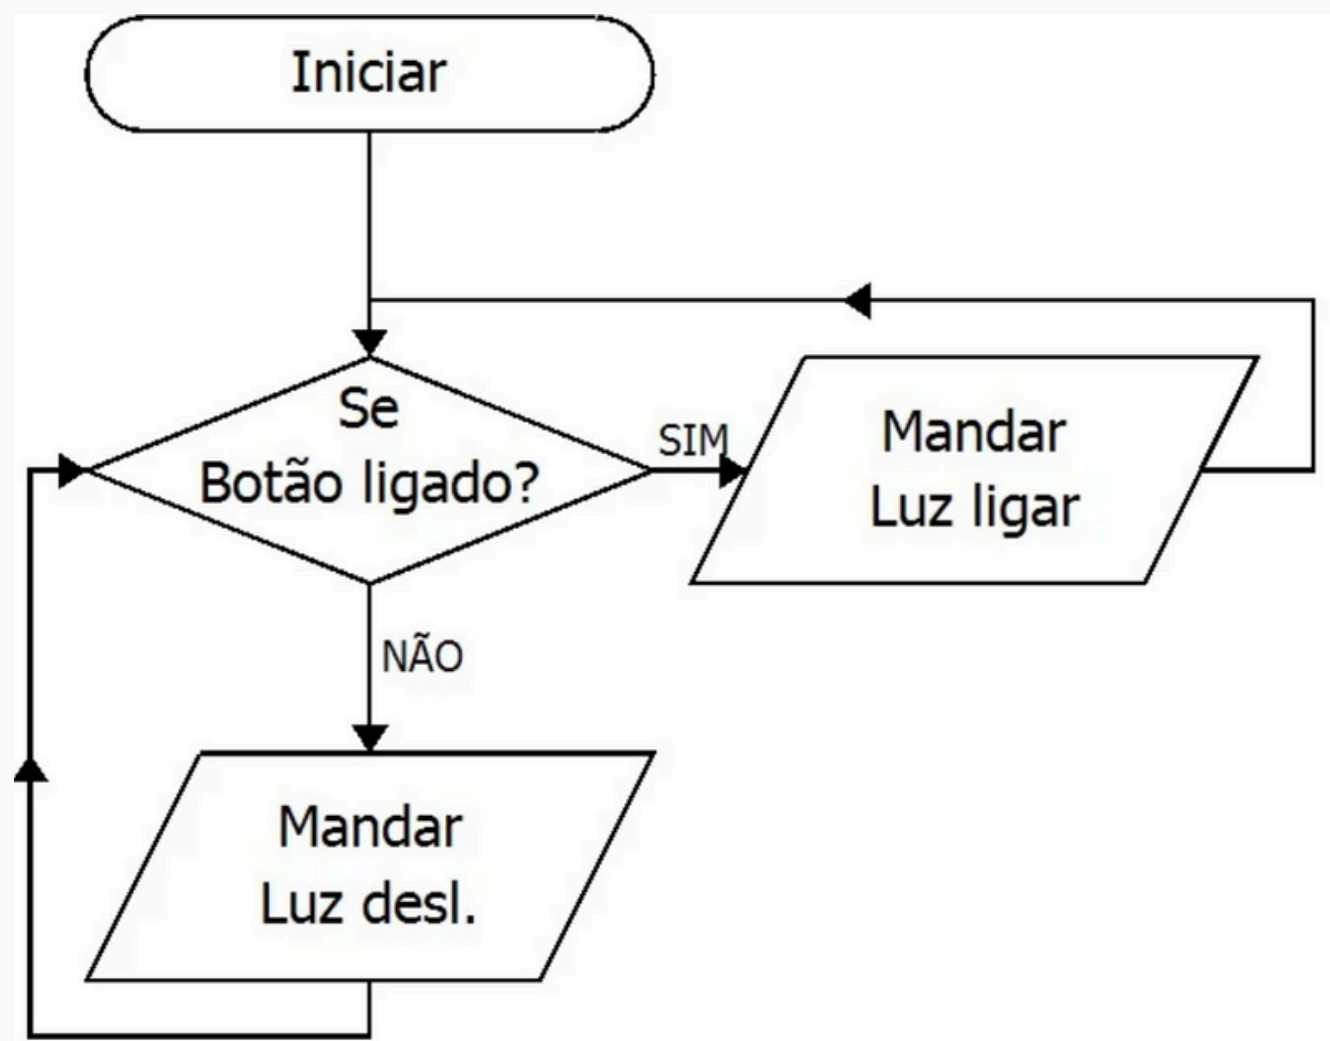 Iniciar
Se
Botão ligado?
SIM
Mandar
Luz ligar
NÃO
Mandar
Luz desl.